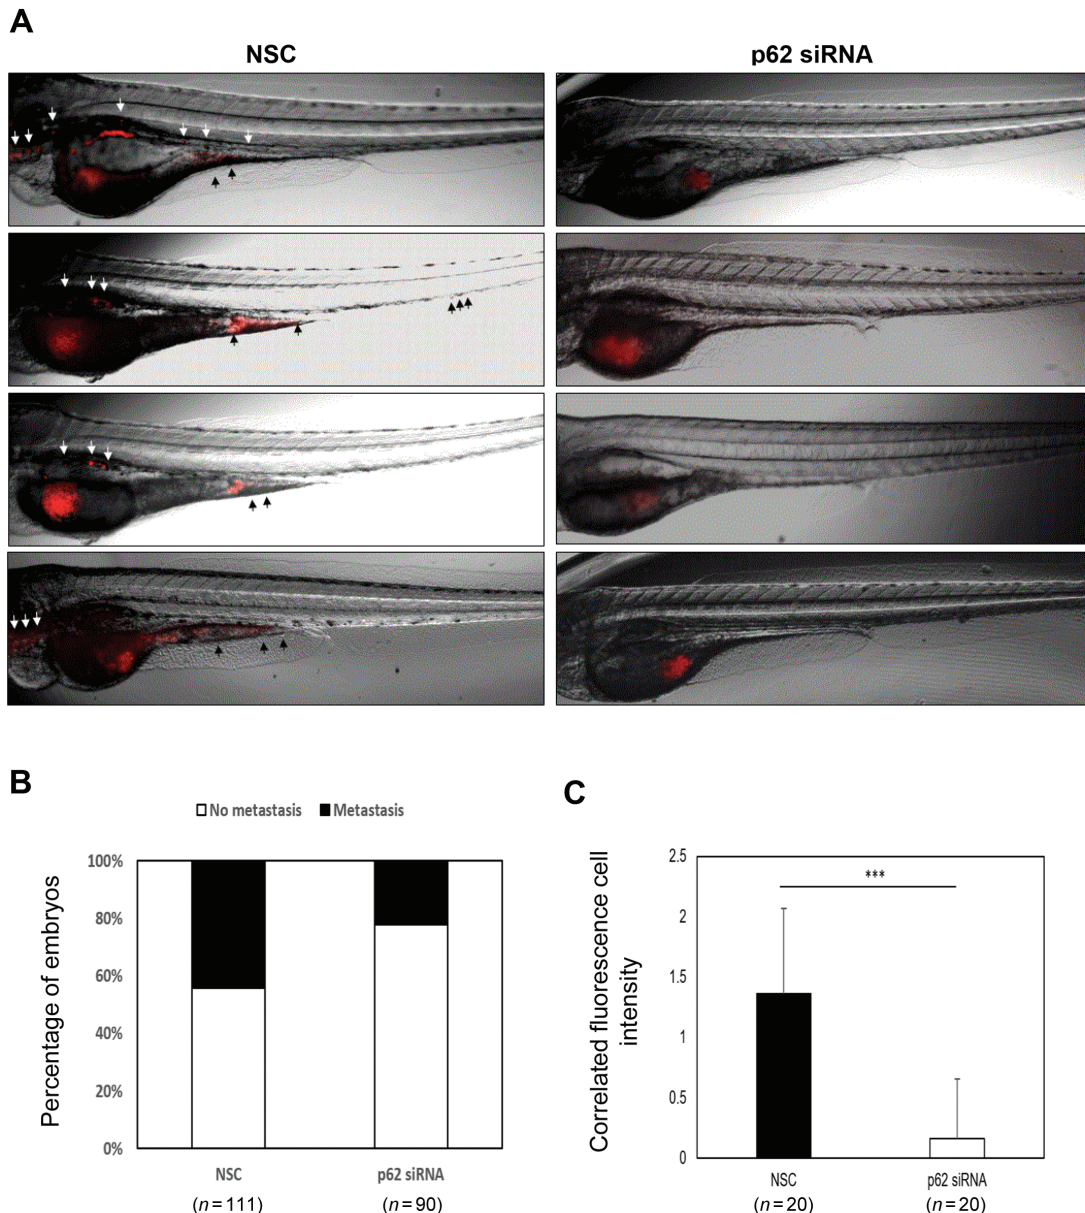 A
NSC
p62 siRNA
B
No metastasis Metastasis
Percentage of embryos
100%
80%
60%
40%
20%
0%
NSC
p62 siRNA
(n = 111)
(n = 90)
C
Correlated fluorescence cell
intensity
2.5
2
1.5
1
0.5
0
***
NSC
p62 siRNA
(n = 20)
(n = 20)